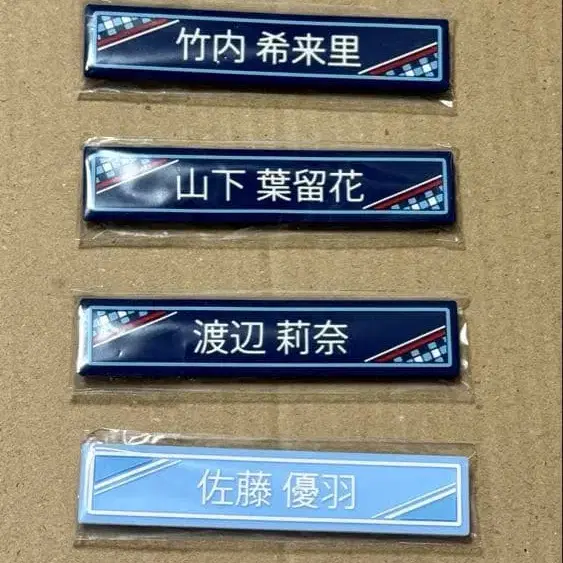 竹内 希来里
山下 葉留花
渡辺 莉奈
佐藤 優羽